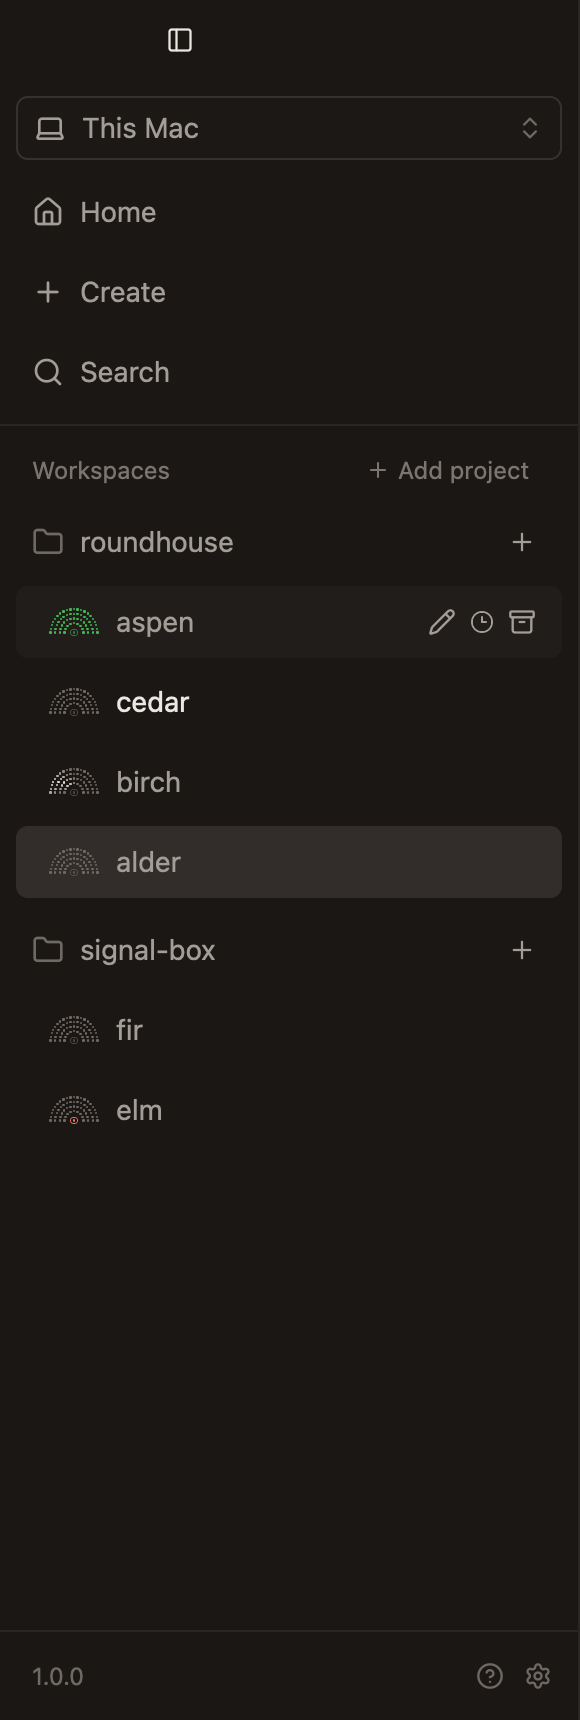 This Mac
Home
Create
Search
Workspaces + Add project
roundhouse
aspen
cedar
birch
alder
signal-box
fir
elm
1.0.0